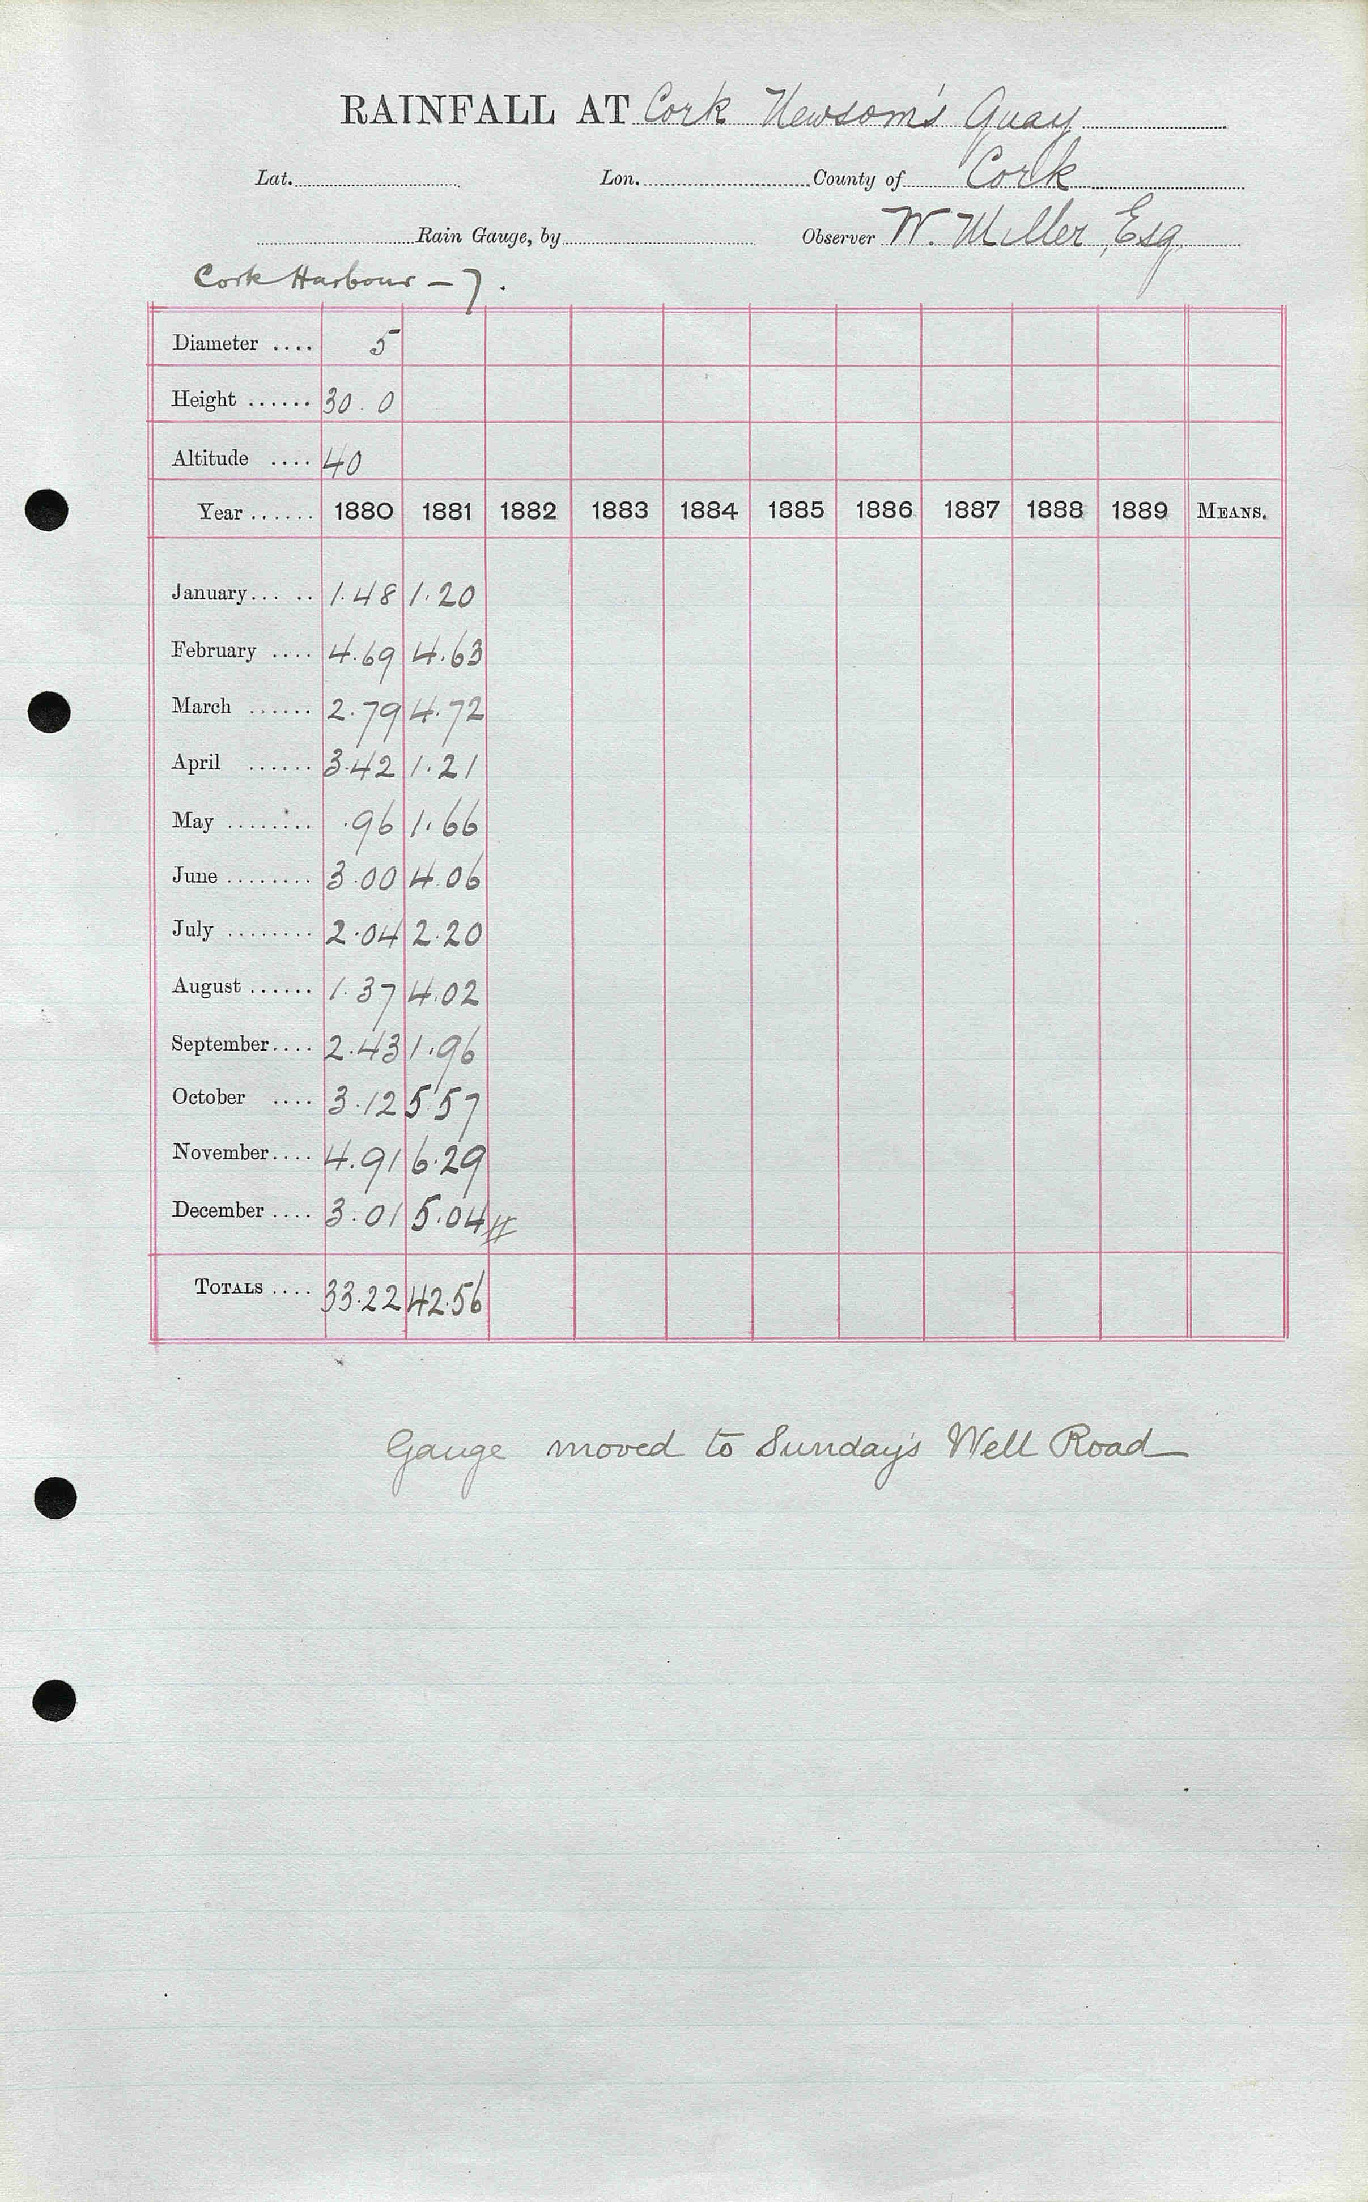 RAINFALL AT Cork Newsom's Quay
Lat. Lon. County of Cork
Rain Gauge, by Observer W. Miller, Esq
Cork Harbour - 7.
Diameter .... 5
Height ...... 30.0
Altitude .... 40
Year ...... 1880 1881 1882 1883 1884 1885 1886 1887 1888 1889 MEANS.
January... .. 1.48 1.20
February .... 4.69 4.63
March ...... 2.79 4.72
April ...... 3.42 1.21
May ........ .96 1.66
June ........ 3.00 4.06
July ........ 2.04 2.20
August ...... 1.37 4.02
September.... 2.43 1.96
October .... 3.12 5.57
November.... 4.91 6.29
December .... 3.01 5.04 #
TOTALS .... 33.22 42.56
Gauge moved to Sunday's Well Road